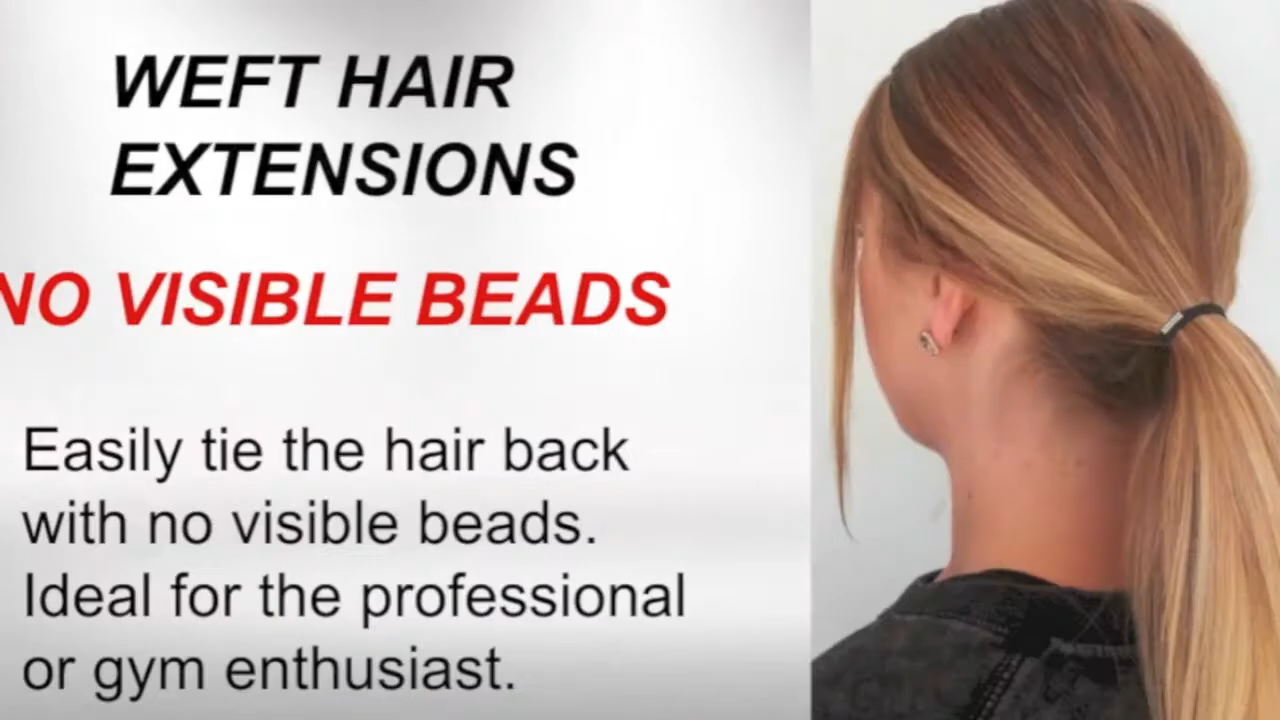 WEFT HAIR
EXTENSIONS
NO VISIBLE BEADS
Easily tie the hair back
with no visible beads.
Ideal for the professional
or gym enthusiast.